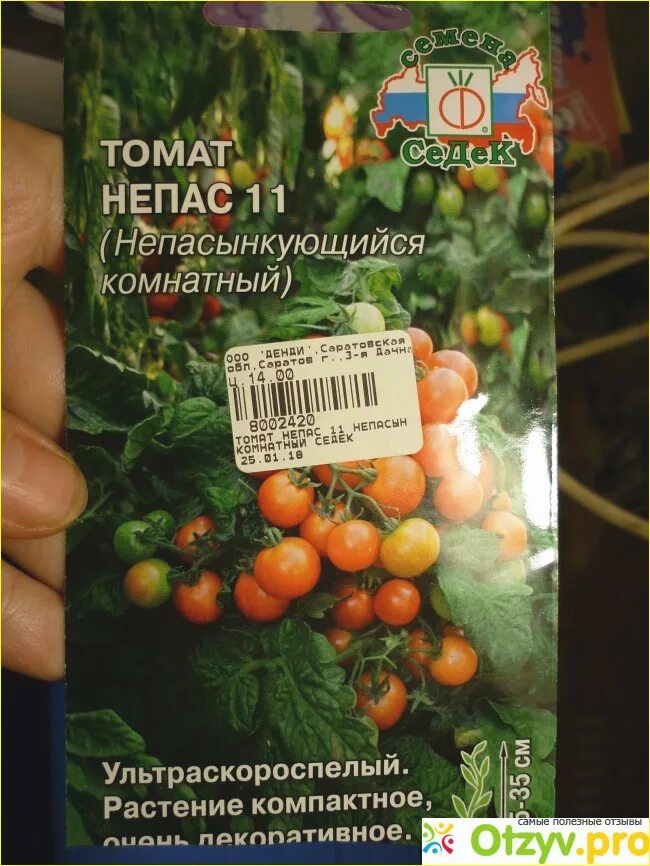 семена
СеДеК
ТОМАТ
НЕПАС 11
(Непасынкующийся
комнатный)
ООО "ДЕНДИ",Саратовская
обл,Саратов г.,3-я Дачна
Ц.14.00
8002420
ТОМАТ НЕПАС 11 НЕПАСЫН
КОМНАТНЫЙ СЕДЕК
25.01.18
Ультраскороспелый.
Растение компактное,
очень декоративное.
5-35 см
самые полезные отзывы
Otzyv.pro